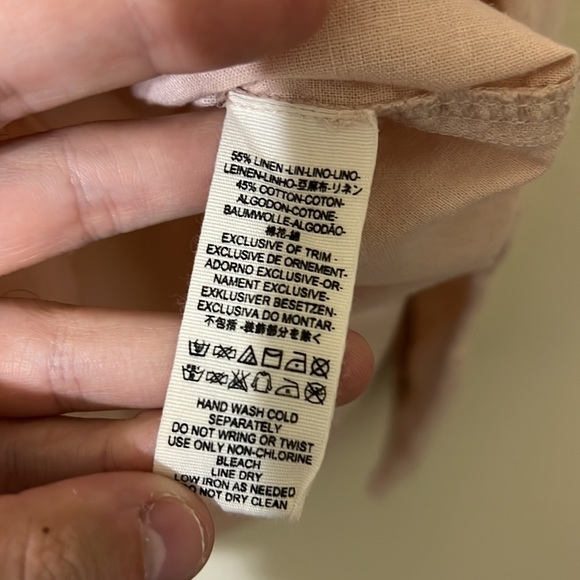 55% LINEN -LIN-LINO-LINO-
LEINEN-LINHO-亞麻布-リネン
45% COTTON-COTON-
ALGODON-COTONE-
BAUMWOLLE-ALGODÃO-
棉花-綿
EXCLUSIVE OF TRIM -
EXCLUSIVE DE ORNEMENT-
ADORNO EXCLUSIVE-OR-
NAMENT EXCLUSIVE-
EXKLUSIVER BESETZEN-
EXCLUSIVA DO MONTAR-
不包括 -裝飾部分を除く
HAND WASH COLD
SEPARATELY
DO NOT WRING OR TWIST
USE ONLY NON-CHLORINE
BLEACH
LINE DRY
LOW IRON AS NEEDED
DO NOT DRY CLEAN